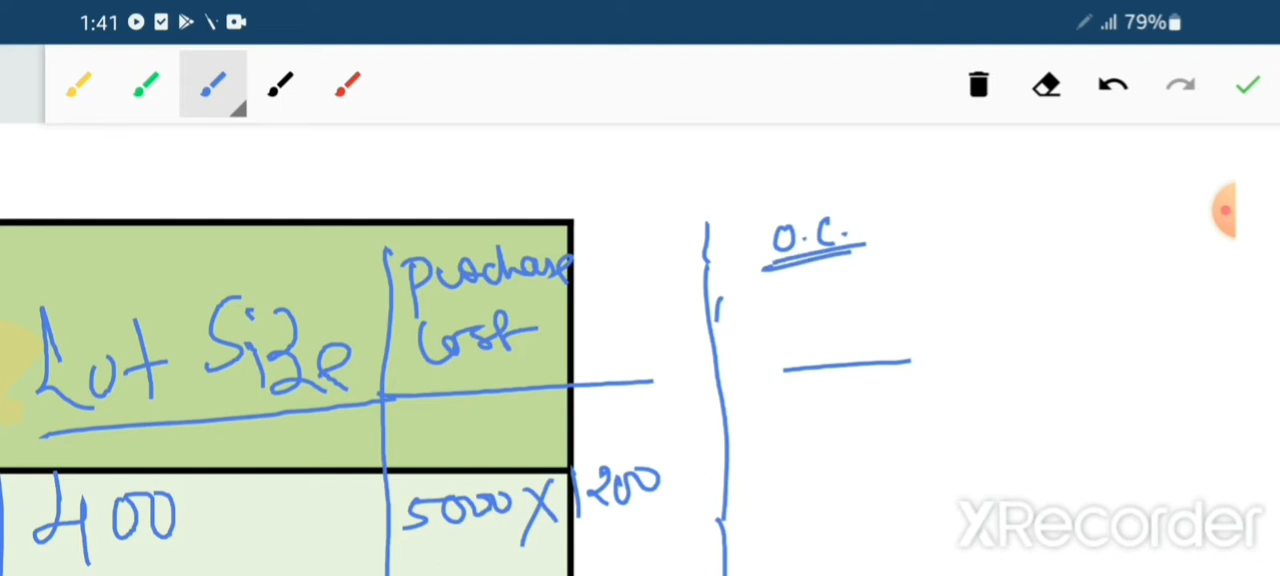 1:41
79%
O.C.
purchase
cost
Lot Size
400
5000 X 1200
XRecorder